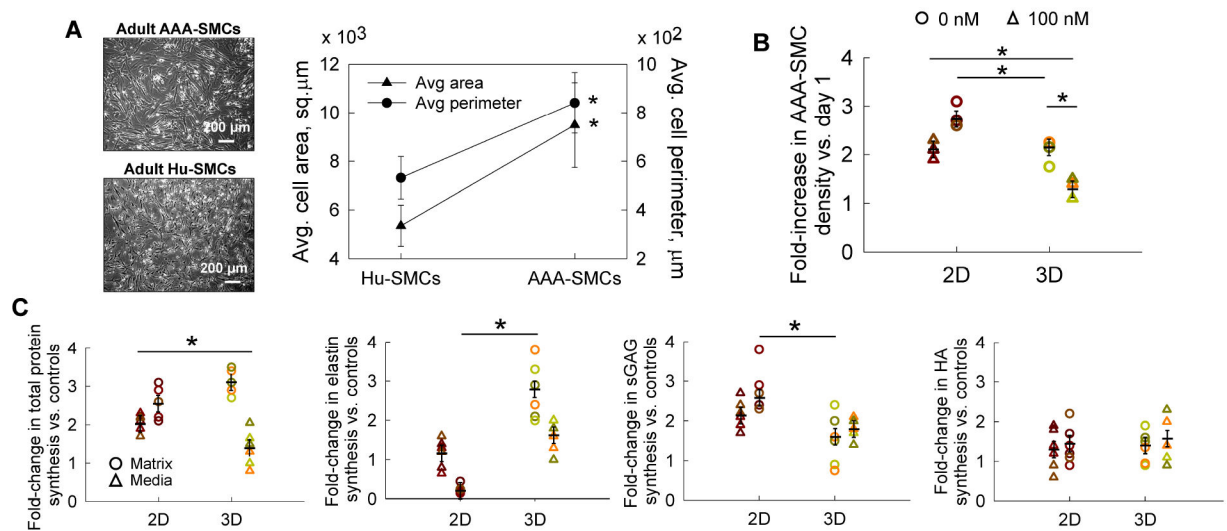 A
Adult AAA-SMCs
200 µm
Adult Hu-SMCs
200 µm
x 10³
x 10²
12
10
8
6
4
Avg. cell area, sq.µm
Avg area
Avg perimeter
*
*
10
8
6
4
2
Avg. cell perimeter, µm
Hu-SMCs
AAA-SMCs
B
0 nM
100 nM
Fold-increase in AAA-SMC
density vs. day 1
4
3
2
1
0
*
*
*
2D
3D
C
Fold-change in total protein
synthesis vs. controls
4
3
2
1
0
*
Matrix
Media
2D
3D
Fold-change in elastin
synthesis vs. controls
4
3
2
1
0
*
2D
3D
Fold-change in sGAG
synthesis vs. controls
4
3
2
1
0
*
2D
3D
Fold-change in HA
synthesis vs. controls
4
3
2
1
0
2D
3D